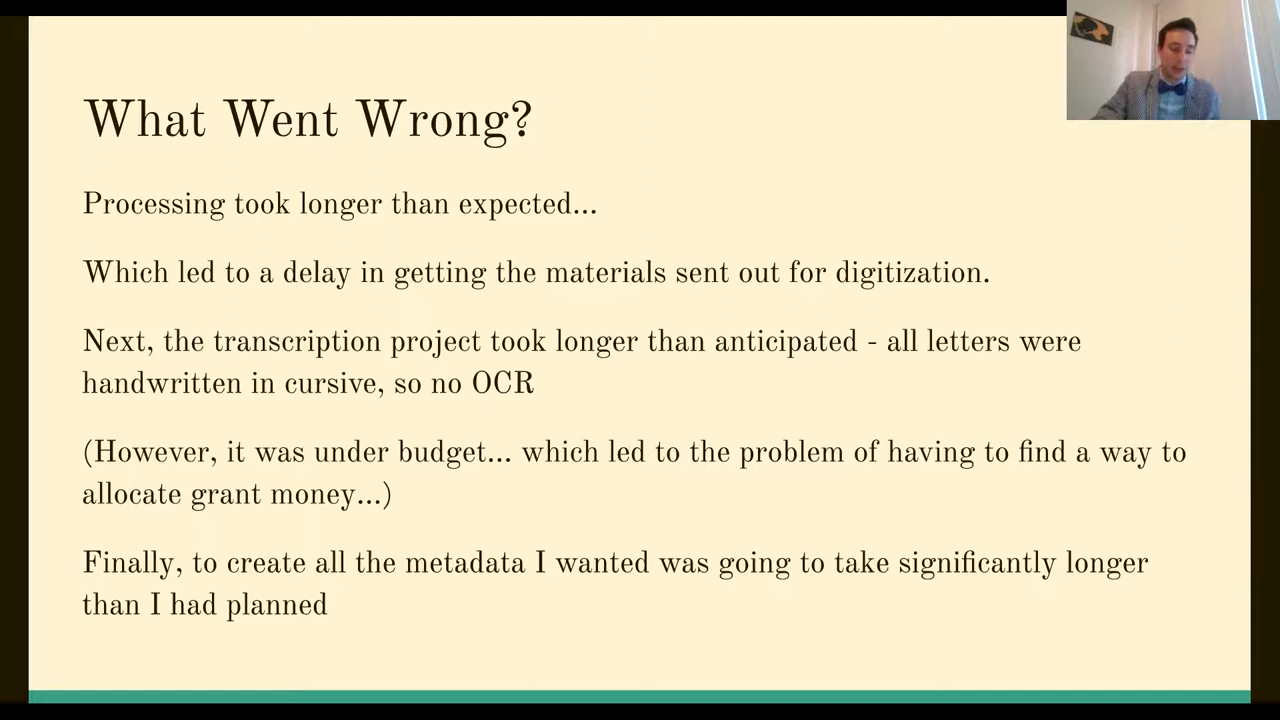 What Went Wrong?
Processing took longer than expected...
Which led to a delay in getting the materials sent out for digitization.
Next, the transcription project took longer than anticipated - all letters were
handwritten in cursive, so no OCR
(However, it was under budget... which led to the problem of having to find a way to
allocate grant money...)
Finally, to create all the metadata I wanted was going to take significantly longer
than I had planned